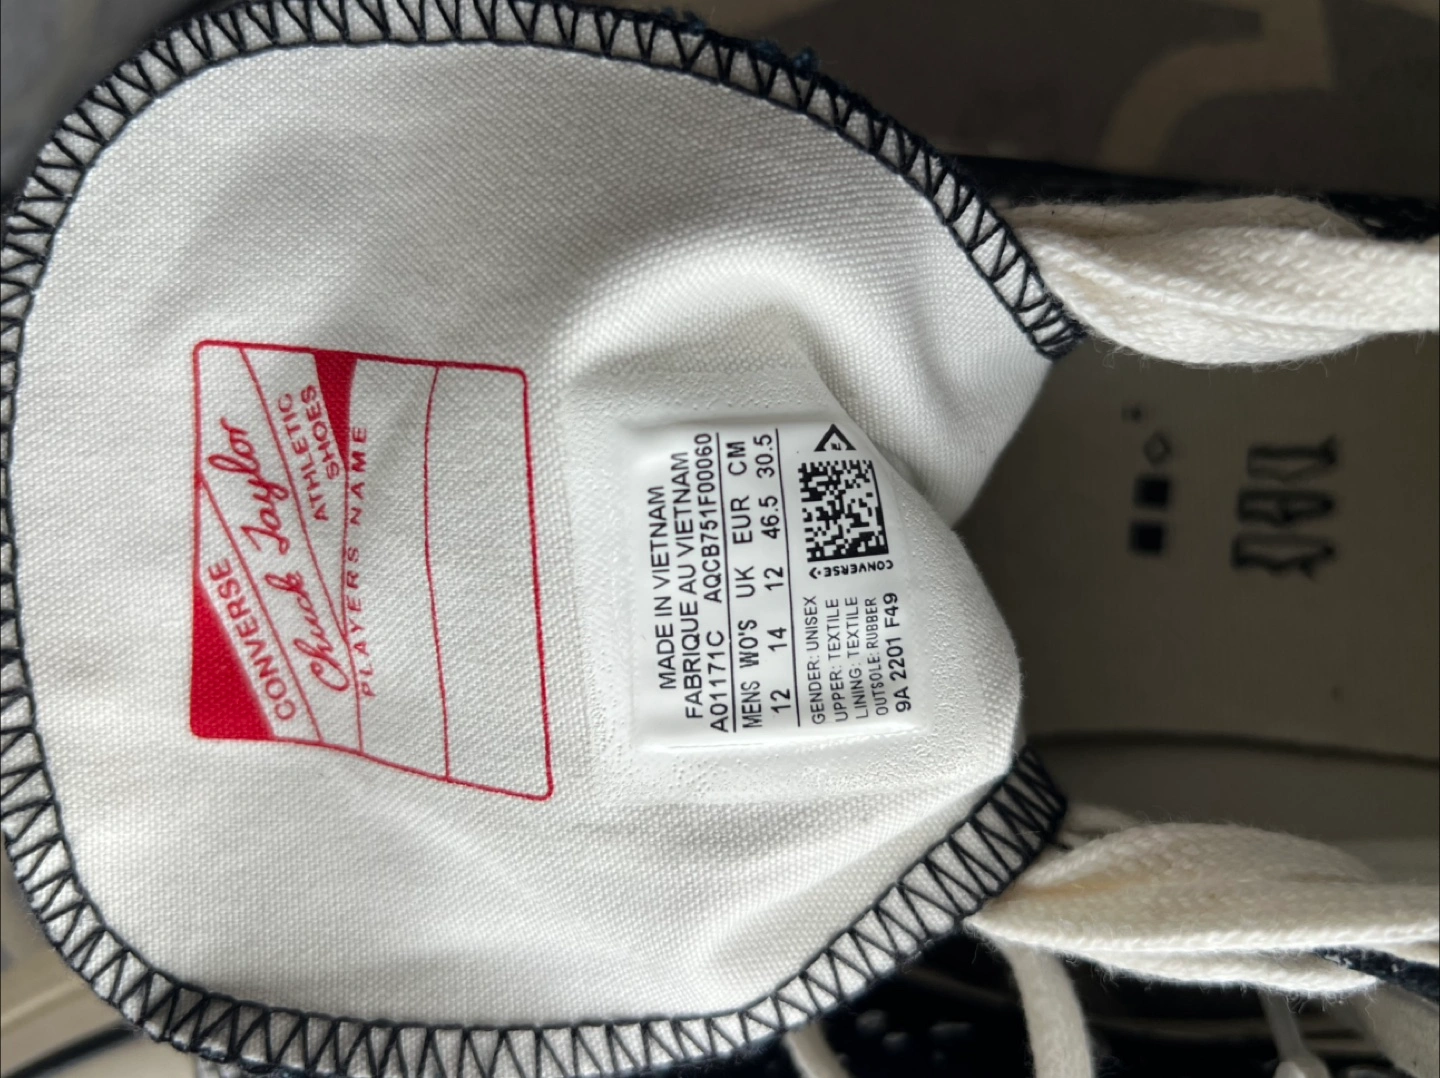 CONVERSE
Chuck Taylor
ATHLETIC
SHOES
PLAYERS NAME
MADE IN VIETNAM
FABRIQUE AU VIETNAM
A01171C AQCB751F00060
MENS WO'S UK EUR CM
12 14 12 46.5 30.5
GENDER: UNISEX
UPPER: TEXTILE
LINING: TEXTILE
OUTSOLE: RUBBER
9A 2201 F49
CONVERSE